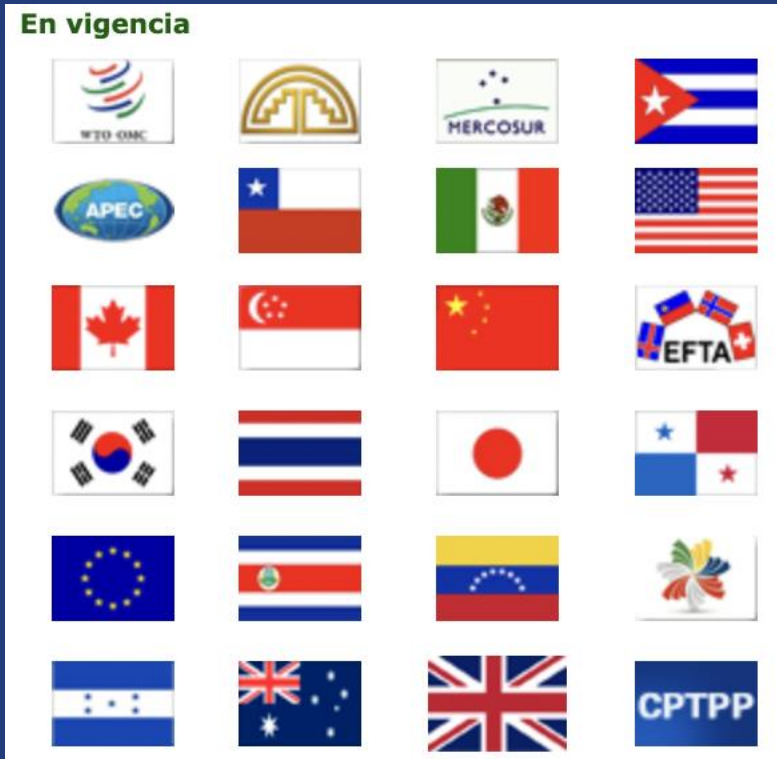 En vigencia
WTO OMC
MERCOSUR
APEC
EFTA
CPTPP